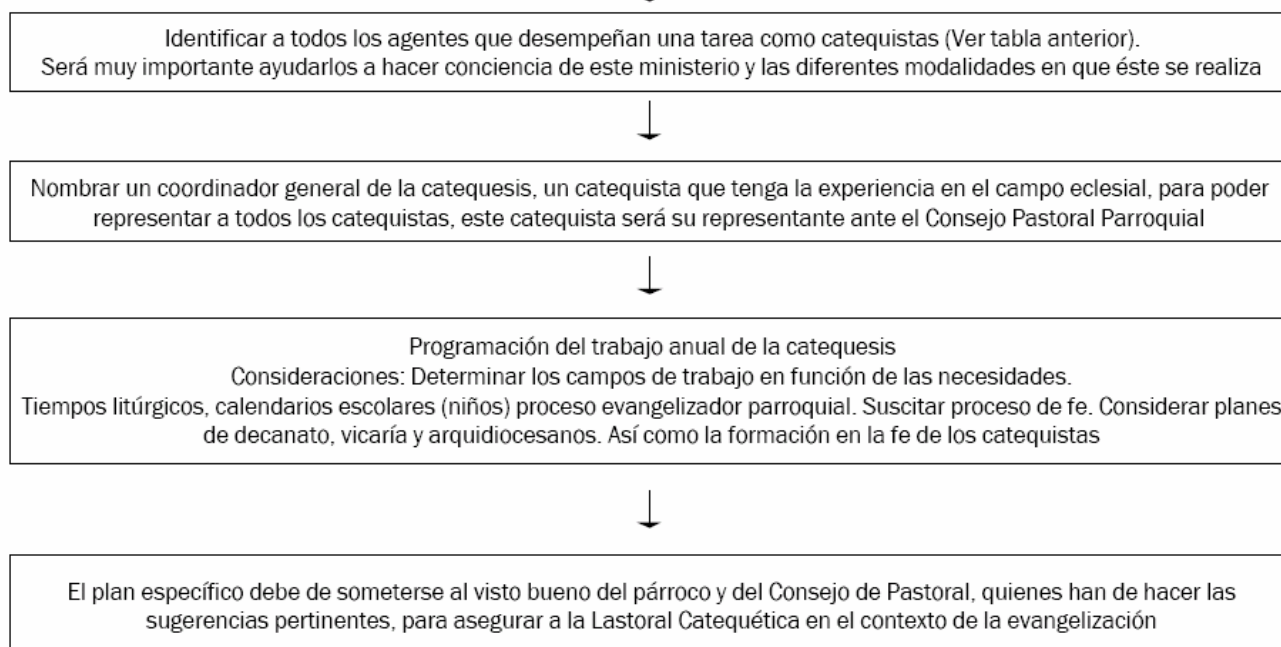 Identificar a todos los agentes que desempeñan una tarea como catequistas (Ver tabla anterior).
Será muy importante ayudarlos a hacer conciencia de este ministerio y las diferentes modalidades en que éste se realiza
Nombrar un coordinador general de la catequesis, un catequista que tenga la experiencia en el campo eclesial, para poder
representar a todos los catequistas, este catequista será su representante ante el Consejo Pastoral Parroquial
Programación del trabajo anual de la catequesis
Consideraciones: Determinar los campos de trabajo en función de las necesidades.
Tiempos litúrgicos, calendarios escolares (niños) proceso evangelizador parroquial. Suscitar proceso de fe. Considerar planes
de decanato, vicaría y arquidiocesanos. Así como la formación en la fe de los catequistas
El plan específico debe de someterse al visto bueno del párroco y del Consejo de Pastoral, quienes han de hacer las
sugerencias pertinentes, para asegurar a la Lastoral Catequética en el contexto de la evangelización